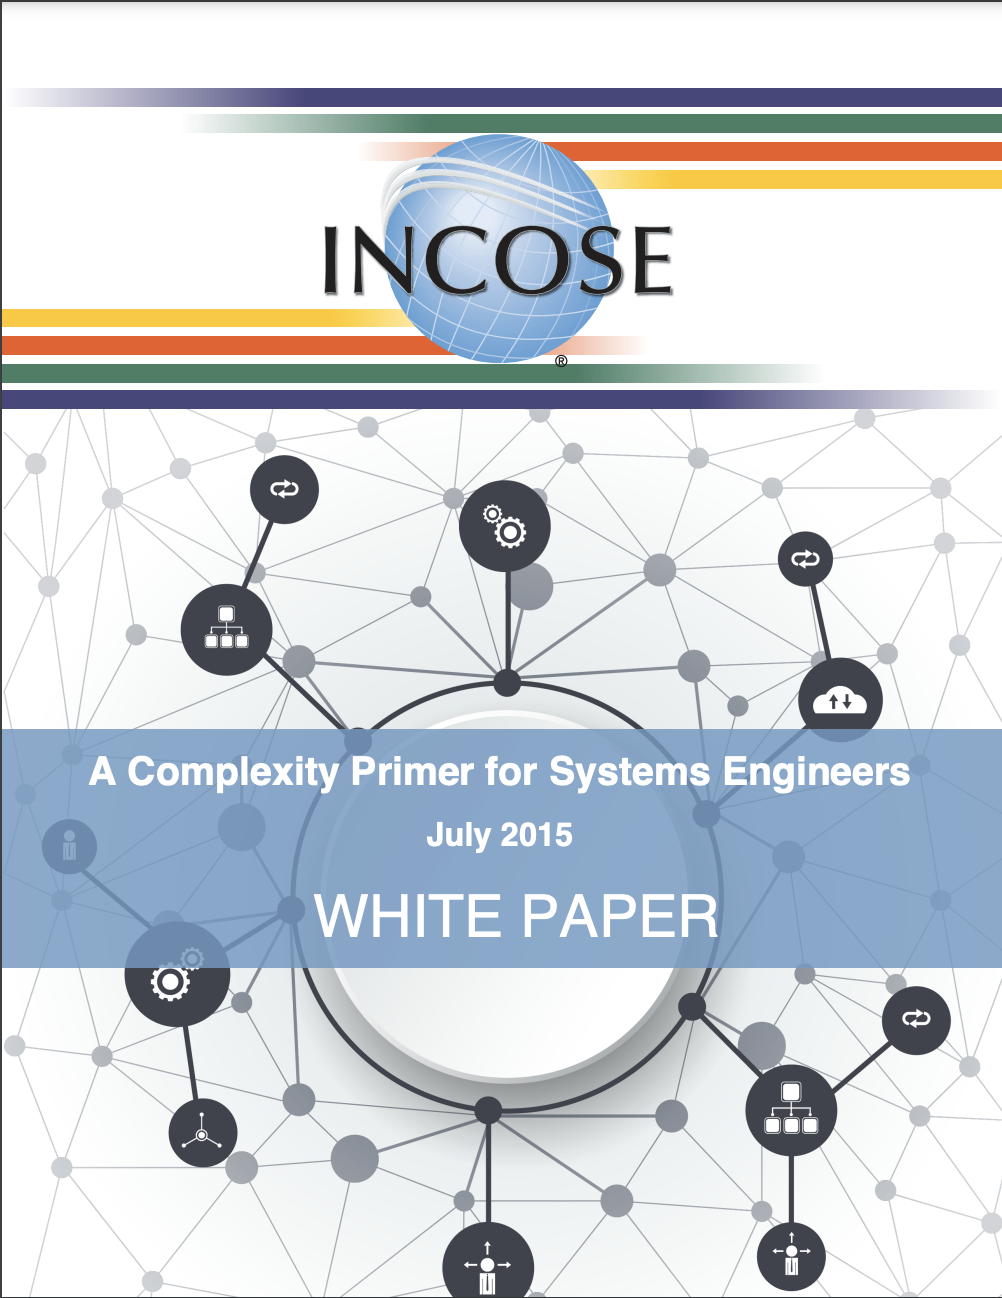 INCOSE
®
A Complexity Primer for Systems Engineers
July 2015
WHITE PAPER